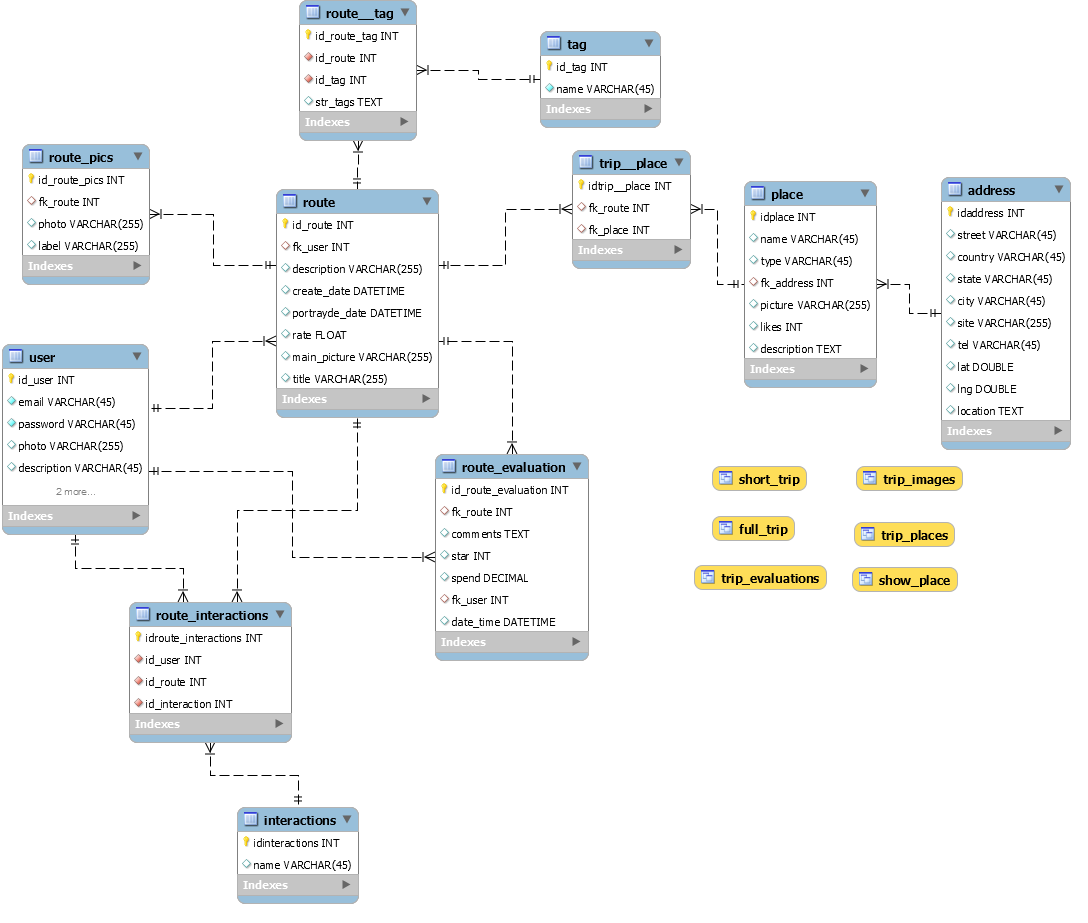 route__tag
id_route_tag INT
id_route INT
id_tag INT
str_tags TEXT
Indexes
tag
id_tag INT
name VARCHAR(45)
Indexes
route_pics
id_route_pics INT
fk_route INT
photo VARCHAR(255)
label VARCHAR(255)
Indexes
route
id_route INT
fk_user INT
description VARCHAR(255)
create_date DATETIME
portrayde_date DATETIME
rate FLOAT
main_picture VARCHAR(255)
title VARCHAR(255)
Indexes
trip__place
idtrip__place INT
fk_route INT
fk_place INT
Indexes
place
idplace INT
name VARCHAR(45)
type VARCHAR(45)
fk_address INT
picture VARCHAR(255)
likes INT
description TEXT
Indexes
address
idaddress INT
street VARCHAR(45)
country VARCHAR(45)
state VARCHAR(45)
city VARCHAR(45)
site VARCHAR(255)
tel VARCHAR(45)
lat DOUBLE
lng DOUBLE
location TEXT
Indexes
user
id_user INT
email VARCHAR(45)
password VARCHAR(45)
photo VARCHAR(255)
description VARCHAR(45)
2 more...
Indexes
route_evaluation
id_route_evaluation INT
fk_route INT
comments TEXT
star INT
spend DECIMAL
fk_user INT
date_time DATETIME
Indexes
short_trip
trip_images
full_trip
trip_places
trip_evaluations
show_place
route_interactions
idroute_interactions INT
id_user INT
id_route INT
id_interaction INT
Indexes
interactions
idinteractions INT
name VARCHAR(45)
Indexes